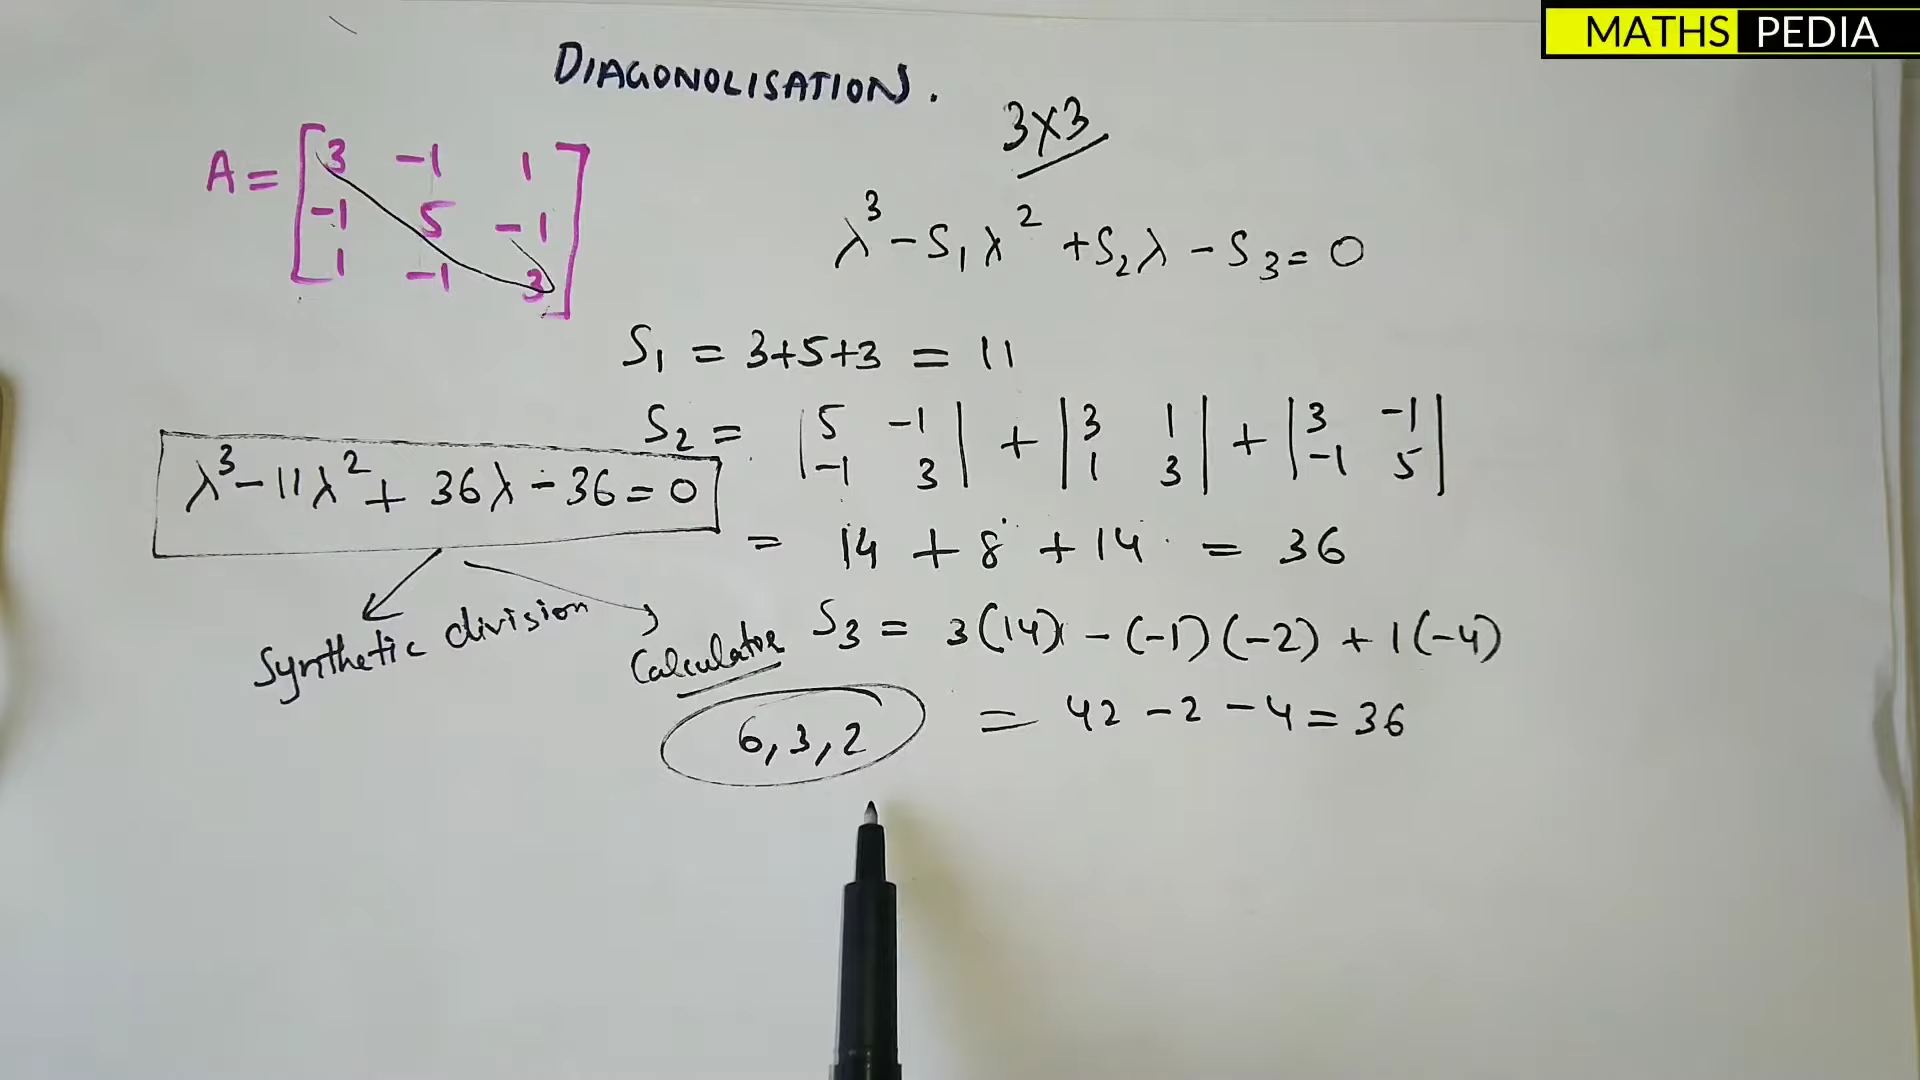 MATHS PEDIA
DIAGONOLISATION.
3×3
A = [3 -1 1
-1 5 -1
1 -1 3]
λ³ - S₁λ² + S₂λ - S₃ = 0
S₁ = 3+5+3 = 11
S₂ = |5 -1| + |3 1| + |3 -1|
|-1 3| |1 3| |-1 5|
λ³ - 11λ² + 36λ - 36 = 0
= 14 + 8 + 14 = 36
Synthetic division
Calculator
S₃ = 3(14) - (-1)(-2) + 1(-4)
6, 3, 2
= 42 - 2 - 4 = 36